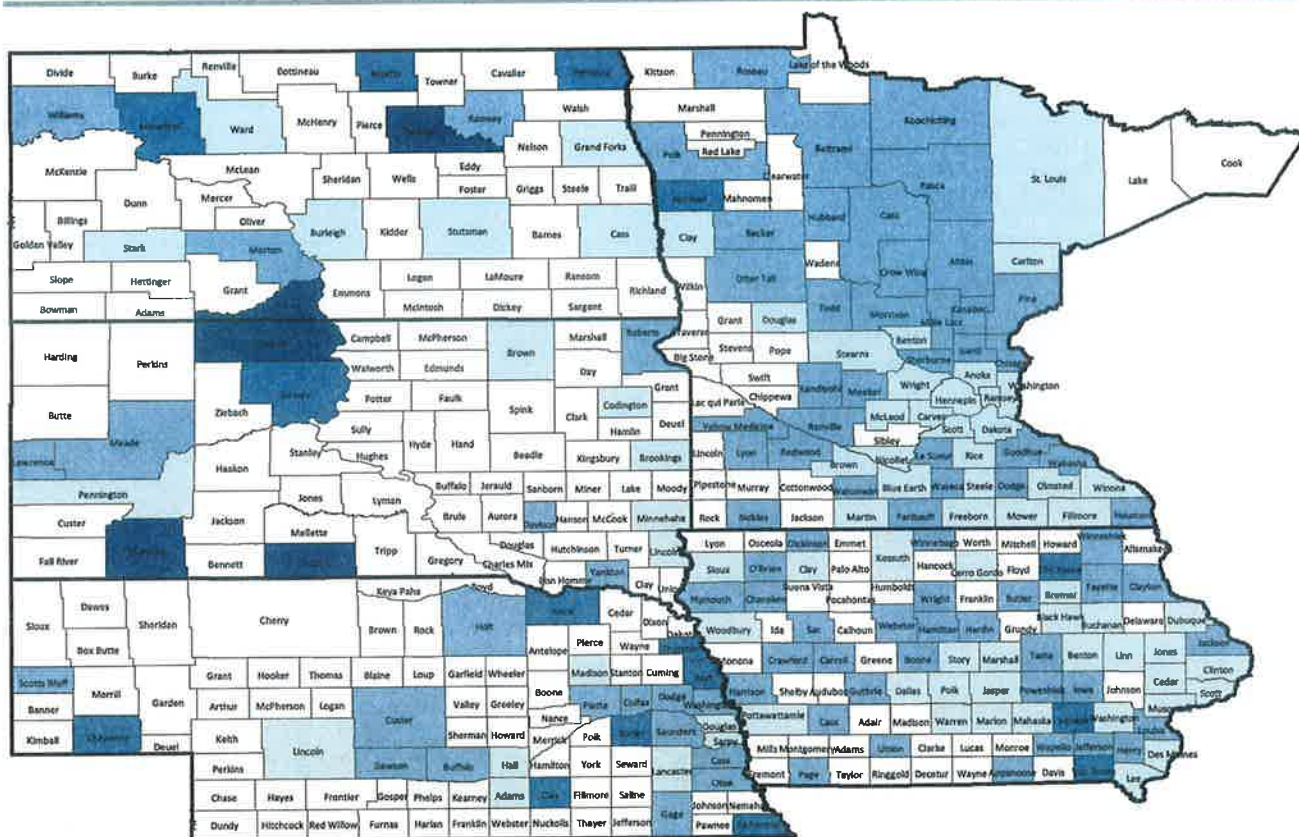 Divide
Burke
Renville
Bottineau
Towner
Cavalier
Kittson
Roseau
Lake of the Woods
Williams
Ward
McHenry
Pierce
Ramsey
Walsh
Marshall
Koochiching
Pennington
Red Lake
Polk
Beltrami
Clearwater
Nelson
Grand Forks
St. Louis
Lake
Cook
McKenzie
McLean
Sheridan
Wells
Eddy
Foster
Griggs
Steele
Traill
Mahnomen
Itasca
Dunn
Mercer
Oliver
Billings
Golden Valley
Stark
Morton
Burleigh
Kidder
Stutsman
Barnes
Cass
Clay
Becker
Hubbard
Cass
Wadena
Crow Wing
Aitkin
Carlton
Slope
Hettinger
Grant
Emmons
Logan
LaMoure
Ransom
Richland
Wilkin
Otter Tail
Bowman
Adams
McIntosh
Dickey
Sargent
Todd
Morrison
Mille Lacs
Kanabec
Pine
Harding
Perkins
Campbell
McPherson
Brown
Marshall
Roberts
Traverse
Grant
Douglas
Big Stone
Stevens
Pope
Stearns
Benton
Sherburne
Isanti
Walworth
Edmunds
Day
Swift
Butte
Ziebach
Potter
Faulk
Spink
Clark
Codington
Grant
Deuel
Hamlin
Lac qui Parle
Chippewa
Kandiyohi
Meeker
Wright
Anoka
Washington
Hennepin
Ramsey
McLeod
Carver
Scott
Dakota
Meade
Lawrence
Sully
Hyde
Hand
Hughes
Stanley
Haakon
Beadle
Kingsbury
Brookings
Yellow Medicine
Renville
Sibley
Lincoln
Lyon
Redwood
Brown
Nicollet
Le Sueur
Rice
Goodhue
Wabasha
Pennington
Jones
Lyman
Buffalo
Jerauld
Sanborn
Miner
Lake
Moody
Pipestone
Murray
Cottonwood
Watonwan
Blue Earth
Waseca
Steele
Dodge
Olmsted
Winona
Custer
Jackson
Mellette
Brule
Aurora
Davison
Hanson
McCook
Minnehaha
Rock
Nobles
Jackson
Martin
Faribault
Freeborn
Mower
Fillmore
Houston
Fall River
Bennett
Tripp
Gregory
Douglas
Charles Mix
Hutchinson
Turner
Lincoln
Bon Homme
Yankton
Clay
Union
Lyon
Osceola
Dickinson
Emmet
Winnebago
Worth
Mitchell
Howard
Winneshiek
Allamakee
Sioux
O'Brien
Clay
Palo Alto
Kossuth
Hancock
Cerro Gordo
Floyd
Plymouth
Cherokee
Buena Vista
Pocahontas
Humboldt
Wright
Franklin
Butler
Bremer
Fayette
Clayton
Sioux
Dawes
Sheridan
Cherry
Keya Paha
Boyd
Brown
Rock
Holt
Cedar
Dixon
Dakota
Woodbury
Ida
Sac
Calhoun
Webster
Hamilton
Hardin
Grundy
Black Hawk
Buchanan
Delaware
Dubuque
Box Butte
Antelope
Pierce
Wayne
Scotts Bluff
Morrill
Garden
Grant
Hooker
Thomas
Blaine
Loup
Garfield
Wheeler
Madison
Stanton
Cuming
Monona
Crawford
Carroll
Greene
Boone
Story
Marshall
Tama
Benton
Linn
Jones
Jackson
Clinton
Banner
Arthur
McPherson
Logan
Custer
Valley
Greeley
Boone
Platte
Colfax
Dodge
Washington
Harrison
Shelby
Audubon
Guthrie
Dallas
Polk
Jasper
Poweshiek
Iowa
Johnson
Cedar
Scott
Kimball
Deuel
Keith
Lincoln
Sherman
Howard
Nance
Merrick
Polk
Saunders
Douglas
Sarpy
Pottawattamie
Cass
Adair
Madison
Warren
Marion
Mahaska
Washington
Louisa
Perkins
Dawson
Buffalo
Hall
Hamilton
York
Seward
Lancaster
Cass
Otoe
Mills
Montgomery
Adams
Union
Clarke
Lucas
Monroe
Wapello
Jefferson
Henry
Des Moines
Chase
Hayes
Frontier
Gosper
Phelps
Kearney
Adams
Clay
Fillmore
Saline
Gage
Johnson
Nemaha
Fremont
Page
Taylor
Ringgold
Decatur
Wayne
Appanoose
Davis
Lee
Dundy
Hitchcock
Red Willow
Furnas
Harlan
Franklin
Webster
Nuckolls
Thayer
Jefferson
Pawnee